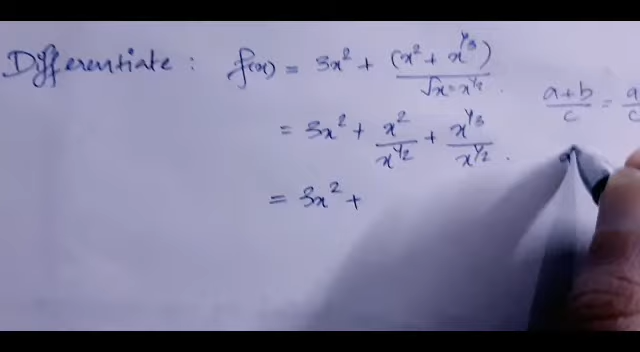 Differentiate : f(x) = 3x² + (x² + x^1/3) / √x = x^1/2 .
a+b / c = a / c
= 3x² + x² / x^1/2 + x^1/3 / x^1/2 .
= 3x² +